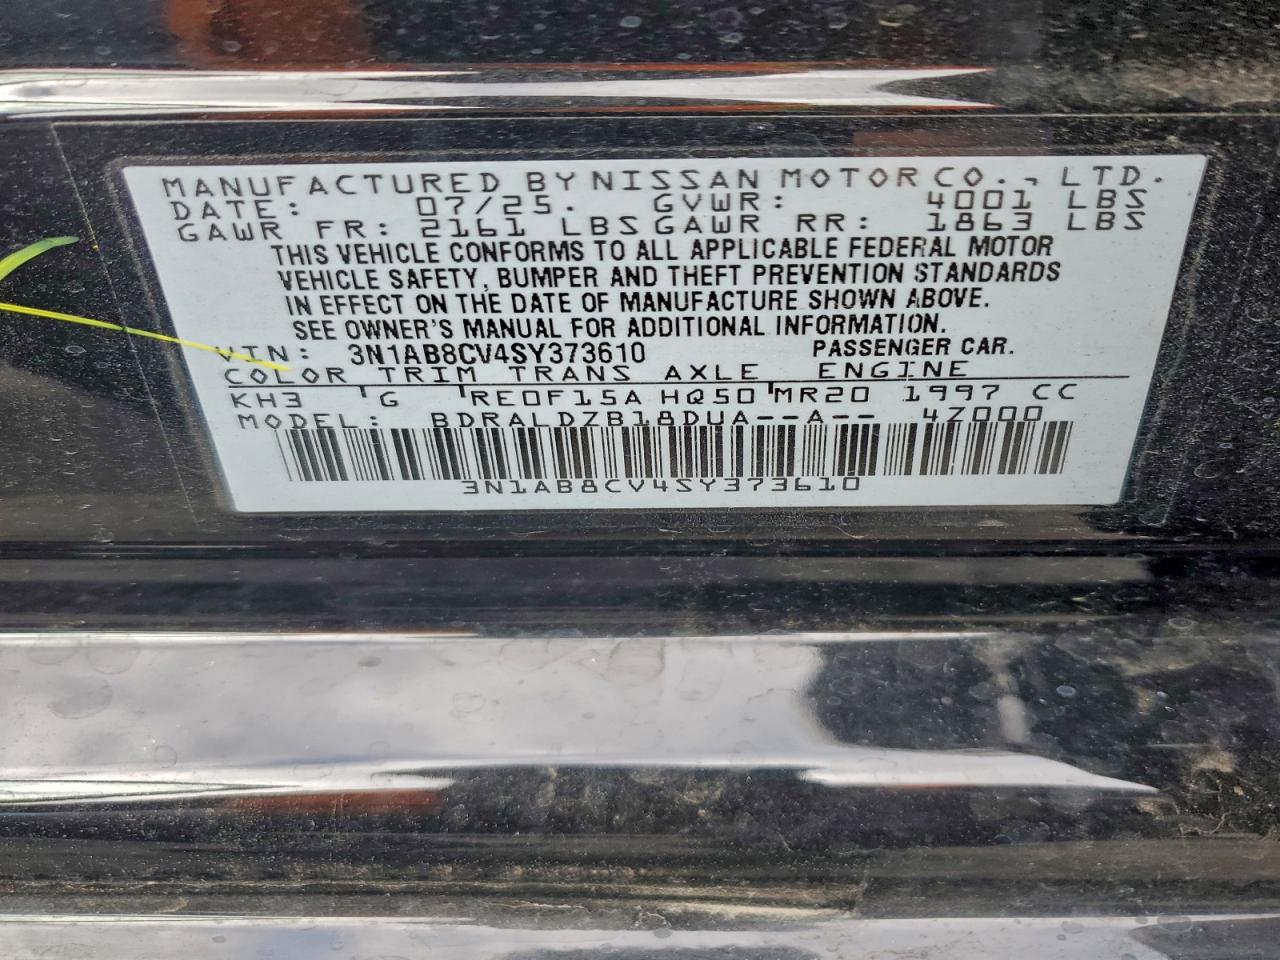 MANUFACTURED BY NISSAN MOTOR CO., LTD.
DATE: 07/25. GVWR: 4001 LBS
GAWR FR: 2161 LBS GAWR RR: 1863 LBS
THIS VEHICLE CONFORMS TO ALL APPLICABLE FEDERAL MOTOR
VEHICLE SAFETY, BUMPER AND THEFT PREVENTION STANDARDS
IN EFFECT ON THE DATE OF MANUFACTURE SHOWN ABOVE.
SEE OWNER'S MANUAL FOR ADDITIONAL INFORMATION.
VIN: 3N1AB8CV4SY373610 PASSENGER CAR.
COLOR TRIM TRANS AXLE ENGINE
KH3 G RE0F15A HQ50 MR20 1997 CC
MODEL: BDRALDZB18DUA--A-- 4Z000
3N1AB8CV4SY373610